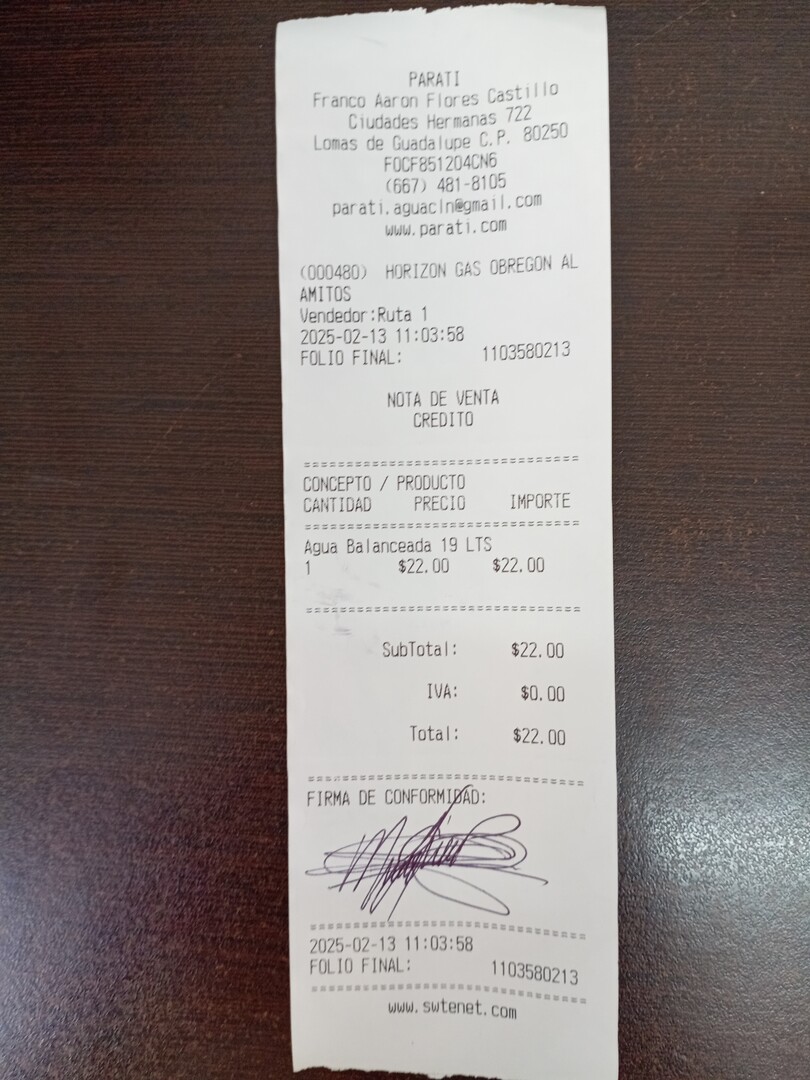 PARATI
Franco Aaron Flores Castillo
Ciudades Hermanas 722
Lomas de Guadalupe C.P. 80250
FOCF851204CN6
(667) 481-8105
parati.aguacln@gmail.com
www.parati.com
(000480) HORIZON GAS OBREGON AL
AMITOS
Vendedor:Ruta 1
2025-02-13 11:03:58
FOLIO FINAL: 1103580213
NOTA DE VENTA
CREDITO
==================================
CONCEPTO / PRODUCTO
CANTIDAD PRECIO IMPORTE
==================================
Agua Balanceada 19 LTS
1 $22.00 $22.00
==================================
SubTotal: $22.00
IVA: $0.00
Total: $22.00
==================================
FIRMA DE CONFORMIDAD:
==================================
2025-02-13 11:03:58
FOLIO FINAL: 1103580213
==================================
www.swtenet.com